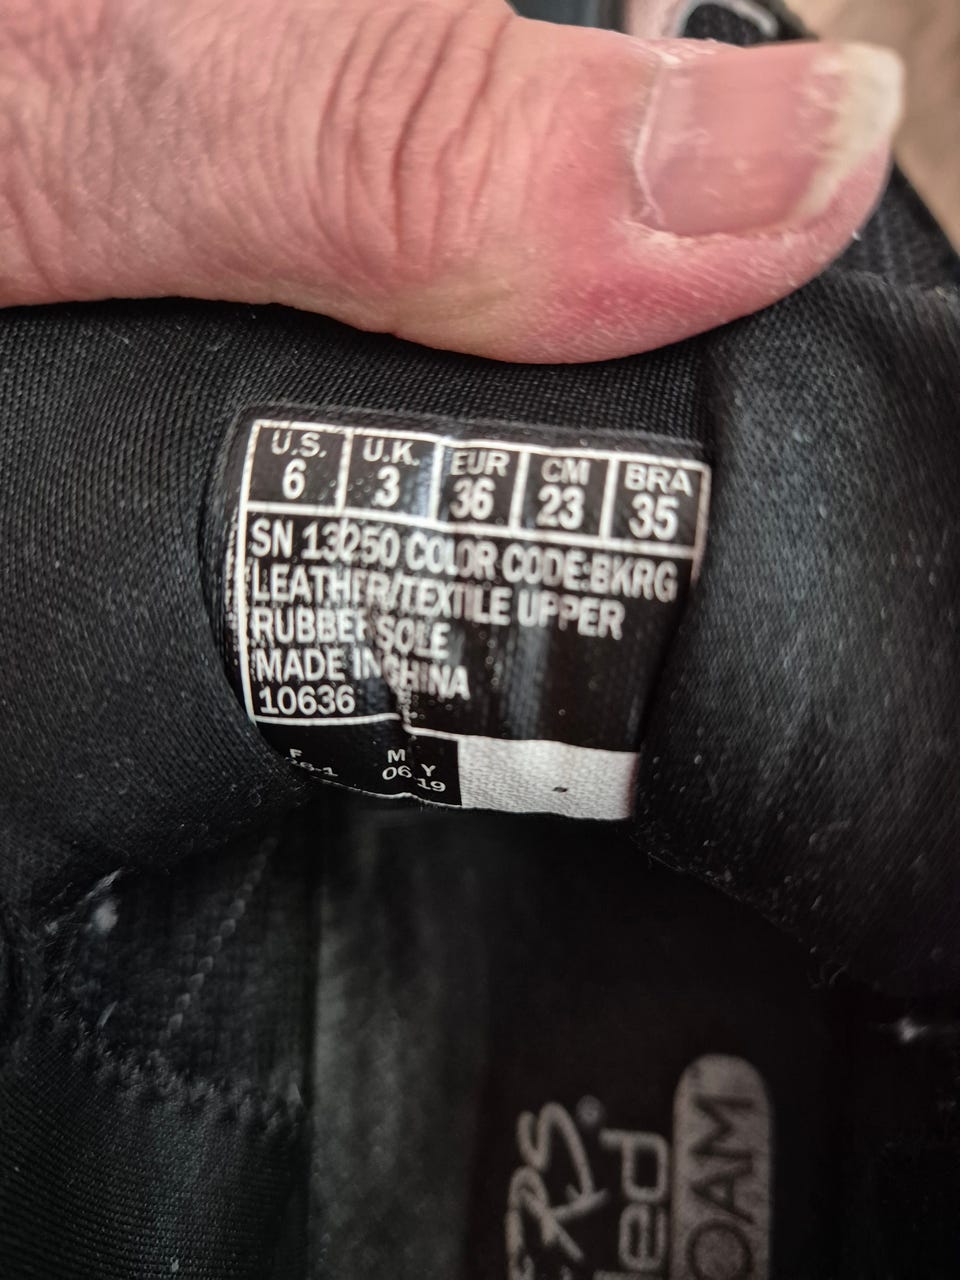 U.S. U.K. EUR CM BRA
6 3 36 23 35
SN 13250 COLOR CODE:BKRG
LEATHER/TEXTILE UPPER
RUBBER SOLE
MADE IN CHINA
10636
F M Y
06 19
OAM